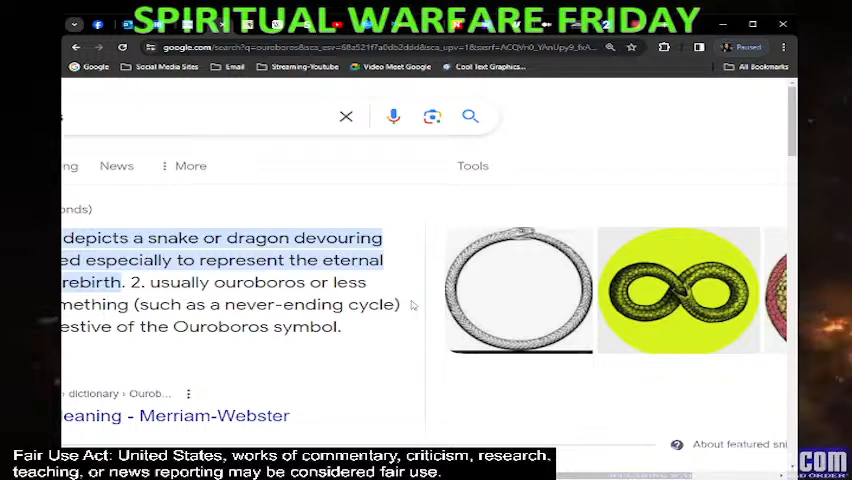 SPIRITUAL WARFARE FRIDAY
google.com/search?q=ouroboros&sca_esv=68a521f7a0db2ddd&sca_upv=1&sxsrf=ACQVn0_YAnUpy9_fxA...
Paused
Google Social Media Sites Email Streaming-Youtube Video Meet Google Cool Text Graphics... All Bookmarks
s
ng News More Tools
onds)
depicts a snake or dragon devouring
ed especially to represent the eternal
rebirth. 2. usually ouroboros or less
mething (such as a never-ending cycle)
estive of the Ouroboros symbol.
dictionary › Ourob...
eaning - Merriam-Webster
About featured sni
Fair Use Act: United States, works of commentary, criticism, research,
teaching, or news reporting may be considered fair use.
.com